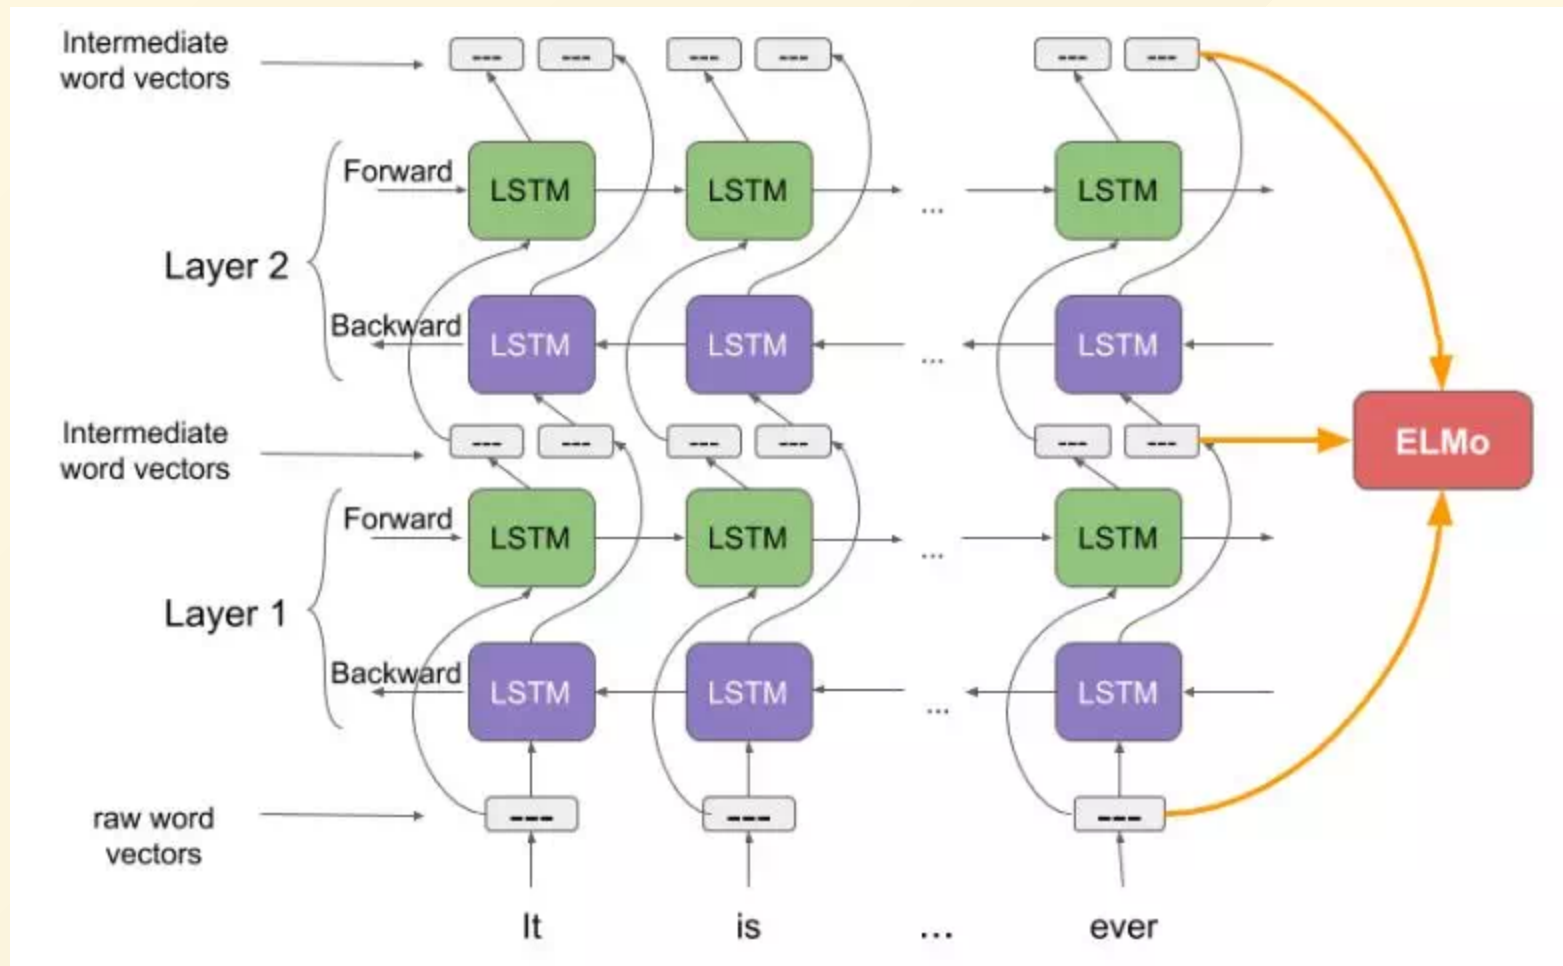 Intermediate
word vectors
--- --- --- --- --- ---
Forward
LSTM LSTM ... LSTM
Layer 2
Backward
LSTM LSTM ... LSTM
Intermediate
word vectors
--- --- --- --- --- ---
ELMo
Forward
LSTM LSTM ... LSTM
Layer 1
Backward
LSTM LSTM ... LSTM
raw word
vectors
--- --- ---
It is ... ever